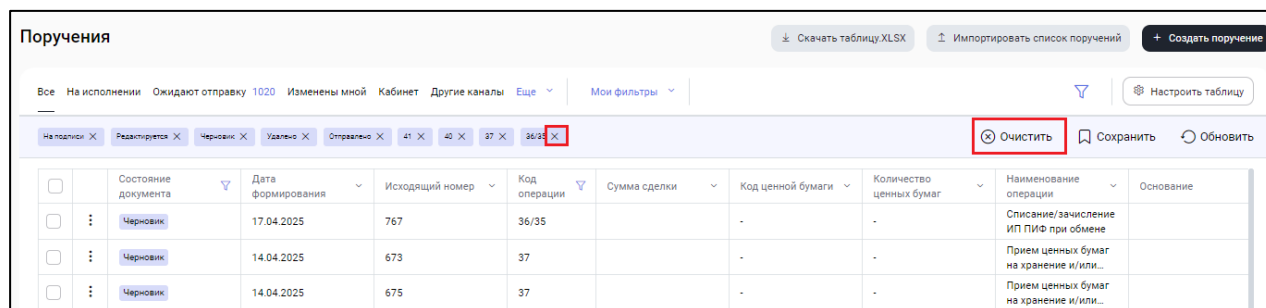 Поручения
Скачать таблицу.XLSX
Импортировать список поручений
+ Создать поручение
Все На исполнении Ожидают отправку 1020 Изменены мной Кабинет Другие каналы Еще Мои фильтры
Настроить таблицу
На подписи Редактируется Черновик Удалено Отправлено 41 40 37 36/35
Очистить Сохранить Обновить
Состояние
документа
Дата
формирования
Исходящий номер
Код
операции
Сумма сделки
Код ценной бумаги
Количество
ценных бумаг
Наименование
операции
Основание
Черновик 17.04.2025 767 36/35 - - Списание/зачисление
ИП ПИФ при обмене
Черновик 14.04.2025 673 37 - - Прием ценных бумаг
на хранение и/или...
Черновик 14.04.2025 675 37 - - Прием ценных бумаг
на хранение и/или...